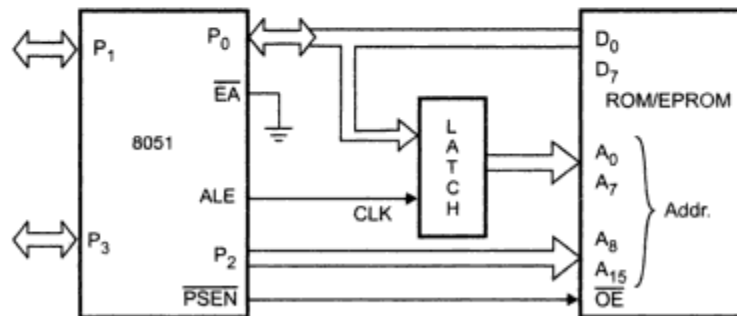 P1
P0
EA
8051
ALE
P3
P2
PSEN
CLK
LATCH
D0
D7
ROM/EPROM
A0
A7
Addr.
A8
A15
OE